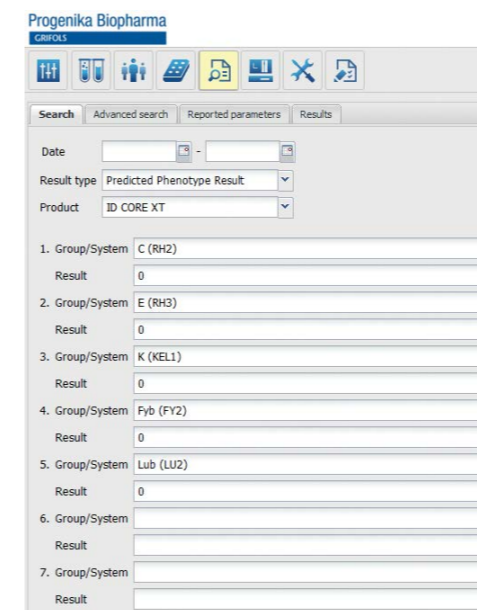 Progenika Biopharma
GRIFOLS
Search Advanced search Reported parameters Results
Date -
Result type Predicted Phenotype Result
Product ID CORE XT
1. Group/System C (RH2)
Result 0
2. Group/System E (RH3)
Result 0
3. Group/System K (KEL1)
Result 0
4. Group/System Fyb (FY2)
Result 0
5. Group/System Lub (LU2)
Result 0
6. Group/System
Result
7. Group/System
Result